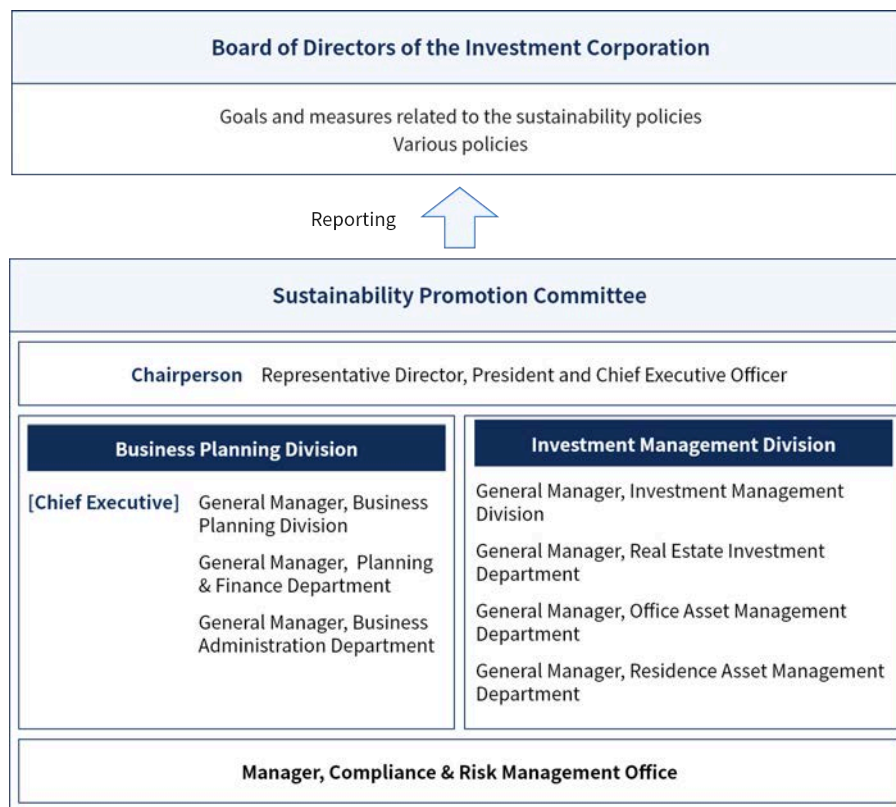 Board of Directors of the Investment Corporation
Goals and measures related to the sustainability policies
Various policies
Reporting
Sustainability Promotion Committee
Chairperson Representative Director, President and Chief Executive Officer
Business Planning Division
[Chief Executive] General Manager, Business
Planning Division
General Manager, Planning
& Finance Department
General Manager, Business
Administration Department
Investment Management Division
General Manager, Investment Management
Division
General Manager, Real Estate Investment
Department
General Manager, Office Asset Management
Department
General Manager, Residence Asset Management
Department
Manager, Compliance & Risk Management Office